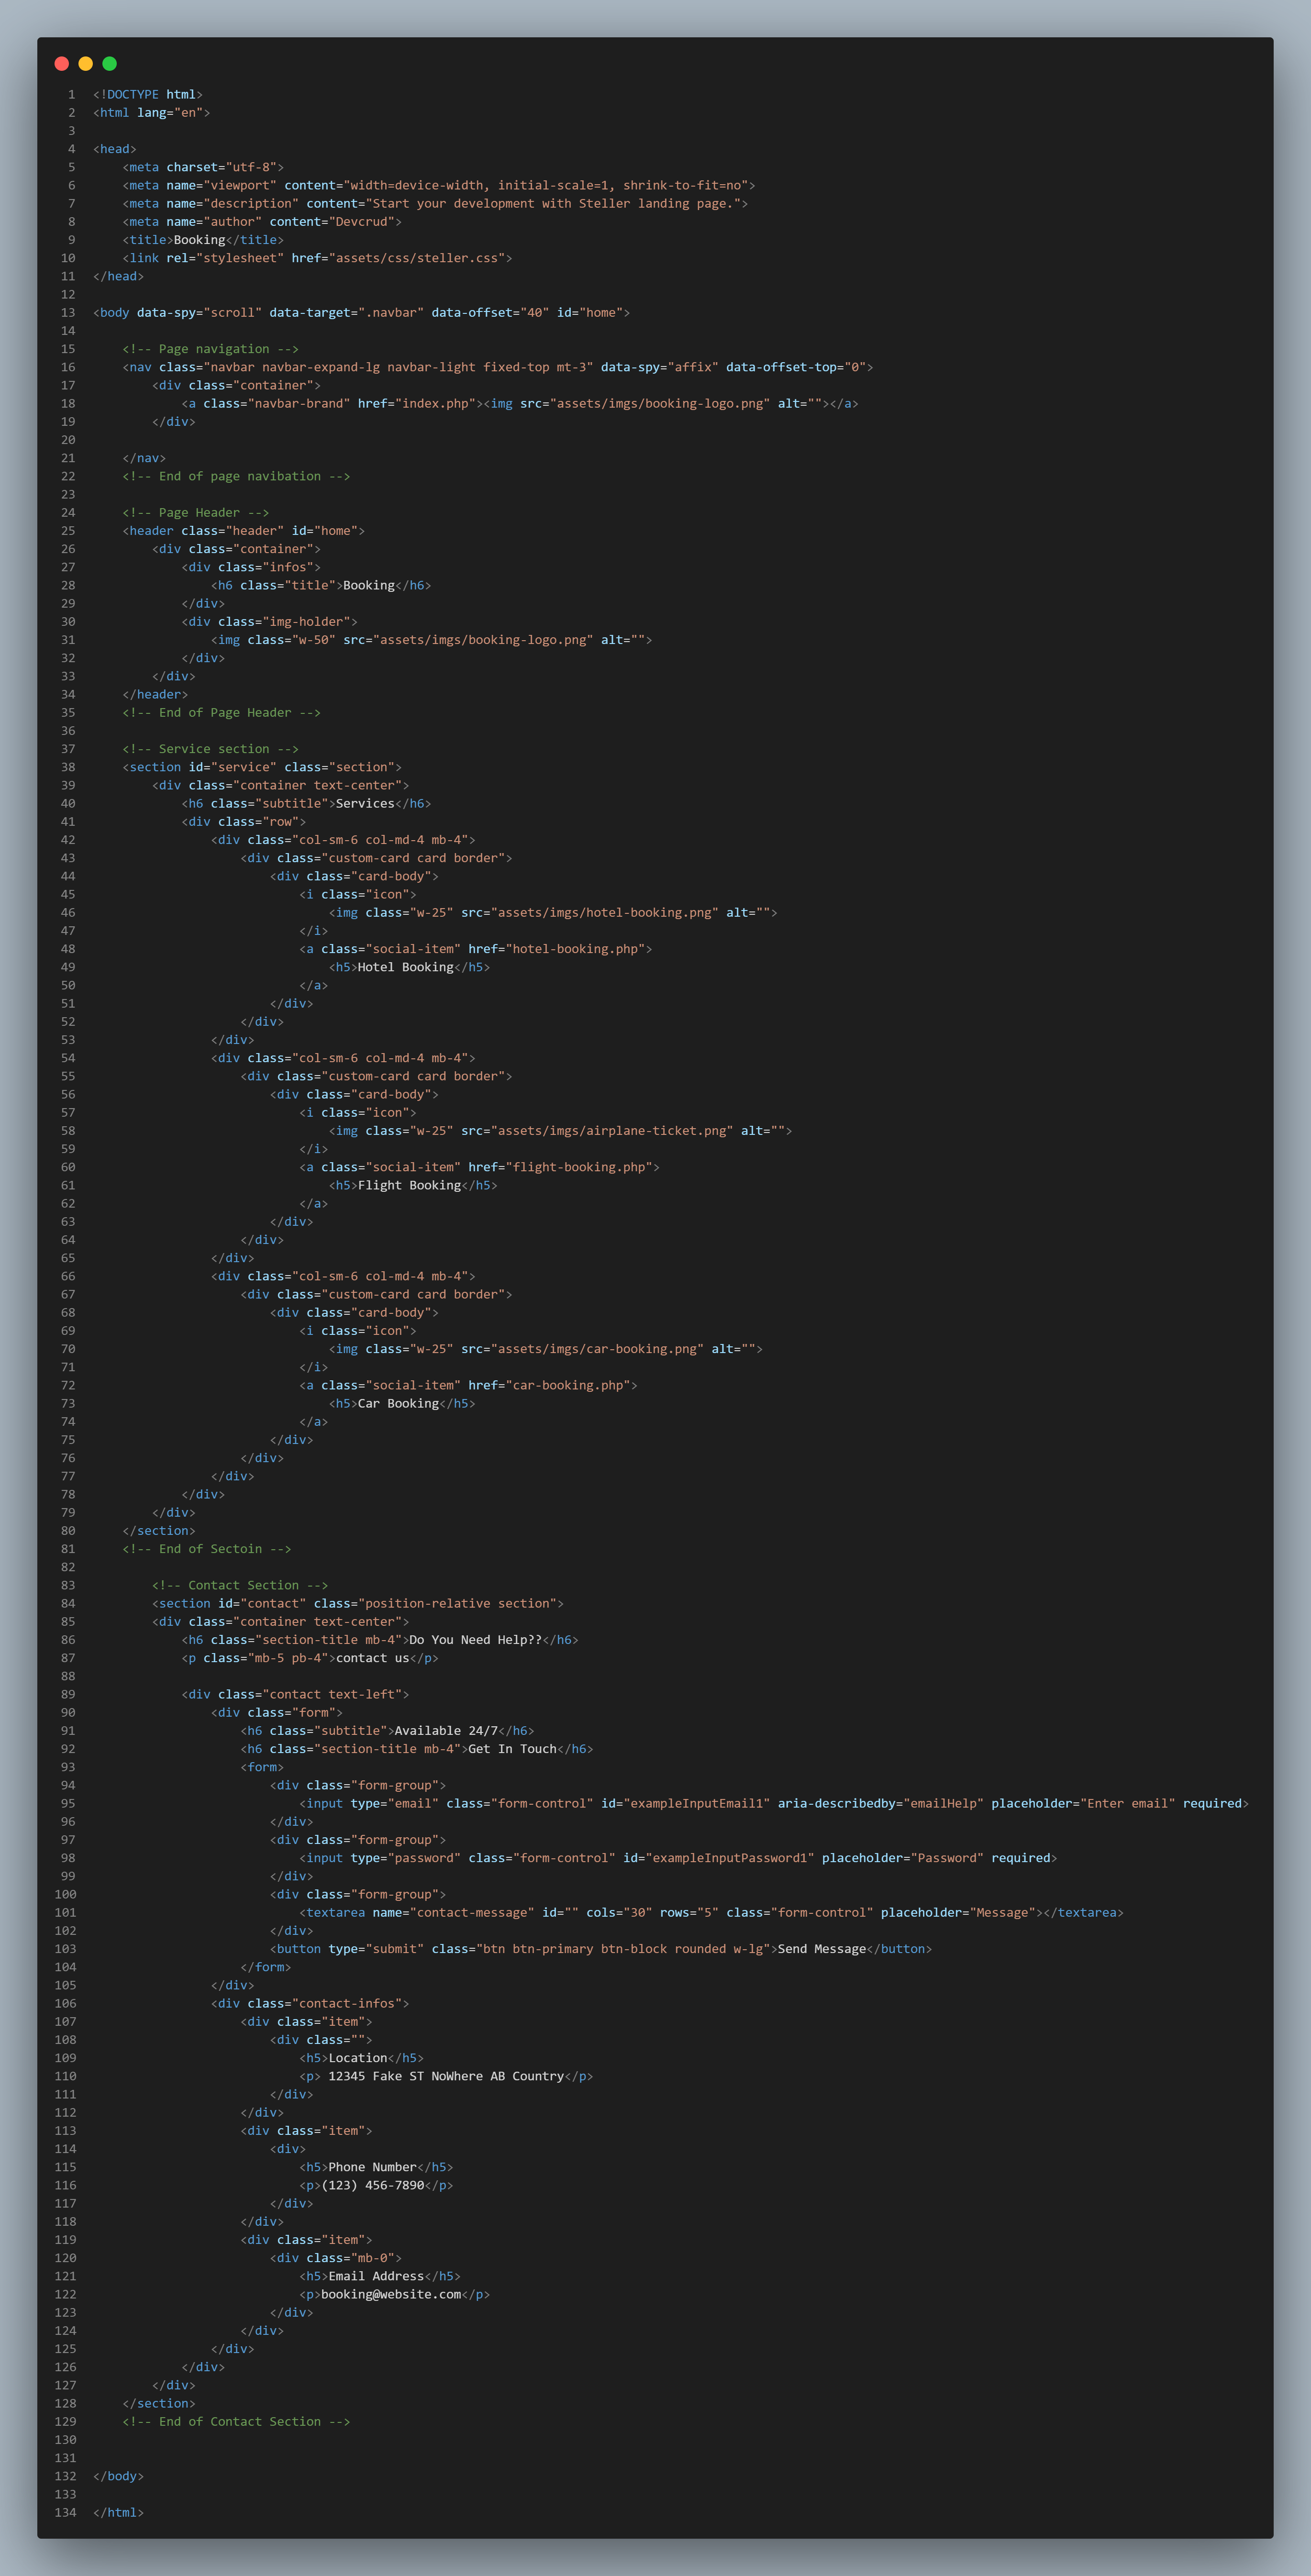 1 <!DOCTYPE html>
2 <html lang="en">
3
4 <head>
5     <meta charset="utf-8">
6     <meta name="viewport" content="width=device-width, initial-scale=1, shrink-to-fit=no">
7     <meta name="description" content="Start your development with Steller landing page.">
8     <meta name="author" content="Devcrud">
9     <title>Booking</title>
10     <link rel="stylesheet" href="assets/css/steller.css">
11 </head>
12
13 <body data-spy="scroll" data-target=".navbar" data-offset="40" id="home">
14
15     <!-- Page navigation -->
16     <nav class="navbar navbar-expand-lg navbar-light fixed-top mt-3" data-spy="affix" data-offset-top="0">
17         <div class="container">
18             <a class="navbar-brand" href="index.php"><img src="assets/imgs/booking-logo.png" alt=""></a>
19         </div>
20
21     </nav>
22     <!-- End of page navibation -->
23
24     <!-- Page Header -->
25     <header class="header" id="home">
26         <div class="container">
27             <div class="infos">
28                 <h6 class="title">Booking</h6>
29             </div>
30             <div class="img-holder">
31                 <img class="w-50" src="assets/imgs/booking-logo.png" alt="">
32             </div>
33         </div>
34     </header>
35     <!-- End of Page Header -->
36
37     <!-- Service section -->
38     <section id="service" class="section">
39         <div class="container text-center">
40             <h6 class="subtitle">Services</h6>
41             <div class="row">
42                 <div class="col-sm-6 col-md-4 mb-4">
43                     <div class="custom-card card border">
44                         <div class="card-body">
45                             <i class="icon">
46                                 <img class="w-25" src="assets/imgs/hotel-booking.png" alt="">
47                             </i>
48                             <a class="social-item" href="hotel-booking.php">
49                                 <h5>Hotel Booking</h5>
50                             </a>
51                         </div>
52                     </div>
53                 </div>
54                 <div class="col-sm-6 col-md-4 mb-4">
55                     <div class="custom-card card border">
56                         <div class="card-body">
57                             <i class="icon">
58                                 <img class="w-25" src="assets/imgs/airplane-ticket.png" alt="">
59                             </i>
60                             <a class="social-item" href="flight-booking.php">
61                                 <h5>Flight Booking</h5>
62                             </a>
63                         </div>
64                     </div>
65                 </div>
66                 <div class="col-sm-6 col-md-4 mb-4">
67                     <div class="custom-card card border">
68                         <div class="card-body">
69                             <i class="icon">
70                                 <img class="w-25" src="assets/imgs/car-booking.png" alt="">
71                             </i>
72                             <a class="social-item" href="car-booking.php">
73                                 <h5>Car Booking</h5>
74                             </a>
75                         </div>
76                     </div>
77                 </div>
78             </div>
79         </div>
80     </section>
81     <!-- End of Sectoin -->
82
83         <!-- Contact Section -->
84         <section id="contact" class="position-relative section">
85         <div class="container text-center">
86             <h6 class="section-title mb-4">Do You Need Help??</h6>
87             <p class="mb-5 pb-4">contact us</p>
88
89             <div class="contact text-left">
90                 <div class="form">
91                     <h6 class="subtitle">Available 24/7</h6>
92                     <h6 class="section-title mb-4">Get In Touch</h6>
93                     <form>
94                         <div class="form-group">
95                             <input type="email" class="form-control" id="exampleInputEmail1" aria-describedby="emailHelp" placeholder="Enter email" required>
96                         </div>
97                         <div class="form-group">
98                             <input type="password" class="form-control" id="exampleInputPassword1" placeholder="Password" required>
99                         </div>
100                         <div class="form-group">
101                             <textarea name="contact-message" id="" cols="30" rows="5" class="form-control" placeholder="Message"></textarea>
102                         </div>
103                         <button type="submit" class="btn btn-primary btn-block rounded w-lg">Send Message</button>
104                     </form>
105                 </div>
106                 <div class="contact-infos">
107                     <div class="item">
108                         <div class="">
109                             <h5>Location</h5>
110                             <p> 12345 Fake ST NoWhere AB Country</p>
111                         </div>
112                     </div>
113                     <div class="item">
114                         <div>
115                             <h5>Phone Number</h5>
116                             <p>(123) 456-7890</p>
117                         </div>
118                     </div>
119                     <div class="item">
120                         <div class="mb-0">
121                             <h5>Email Address</h5>
122                             <p>booking@website.com</p>
123                         </div>
124                     </div>
125                 </div>
126             </div>
127         </div>
128     </section>
129     <!-- End of Contact Section -->
130
131
132 </body>
133
134 </html>